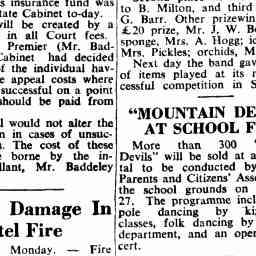 s insurance fund was
tate Cabinet to-day.
will be created by a
in all Court fees.
Premier (Mr. Bad-
Cabinet had decided
of the individual hav-
e appeal costs where
successful on a point
should be paid from
l would not alter the
n in cases of unsuc-
s. The cost of these
be borne by the in-
llant, Mr. Baddeley
Damage In
tel Fire
Monday. — Fire
to B. Milton, and third
G. Barr. Other prizewin
£20 prize, Mr. J. W. B
sponge, Mrs. A. Hogg; ic
Mrs. Pickles; orchids, M
Next day the band gav
of items played at its r
cessful competition in S
"MOUNTAIN DE
AT SCHOOL F
More than 300 "
Devils" will be sold at a
tal to be conducted by
Parents and Citizens' Ass
the school grounds on
27. The programme incl
pole dancing by ki
classes, folk dancing by
department, and an open
cert.